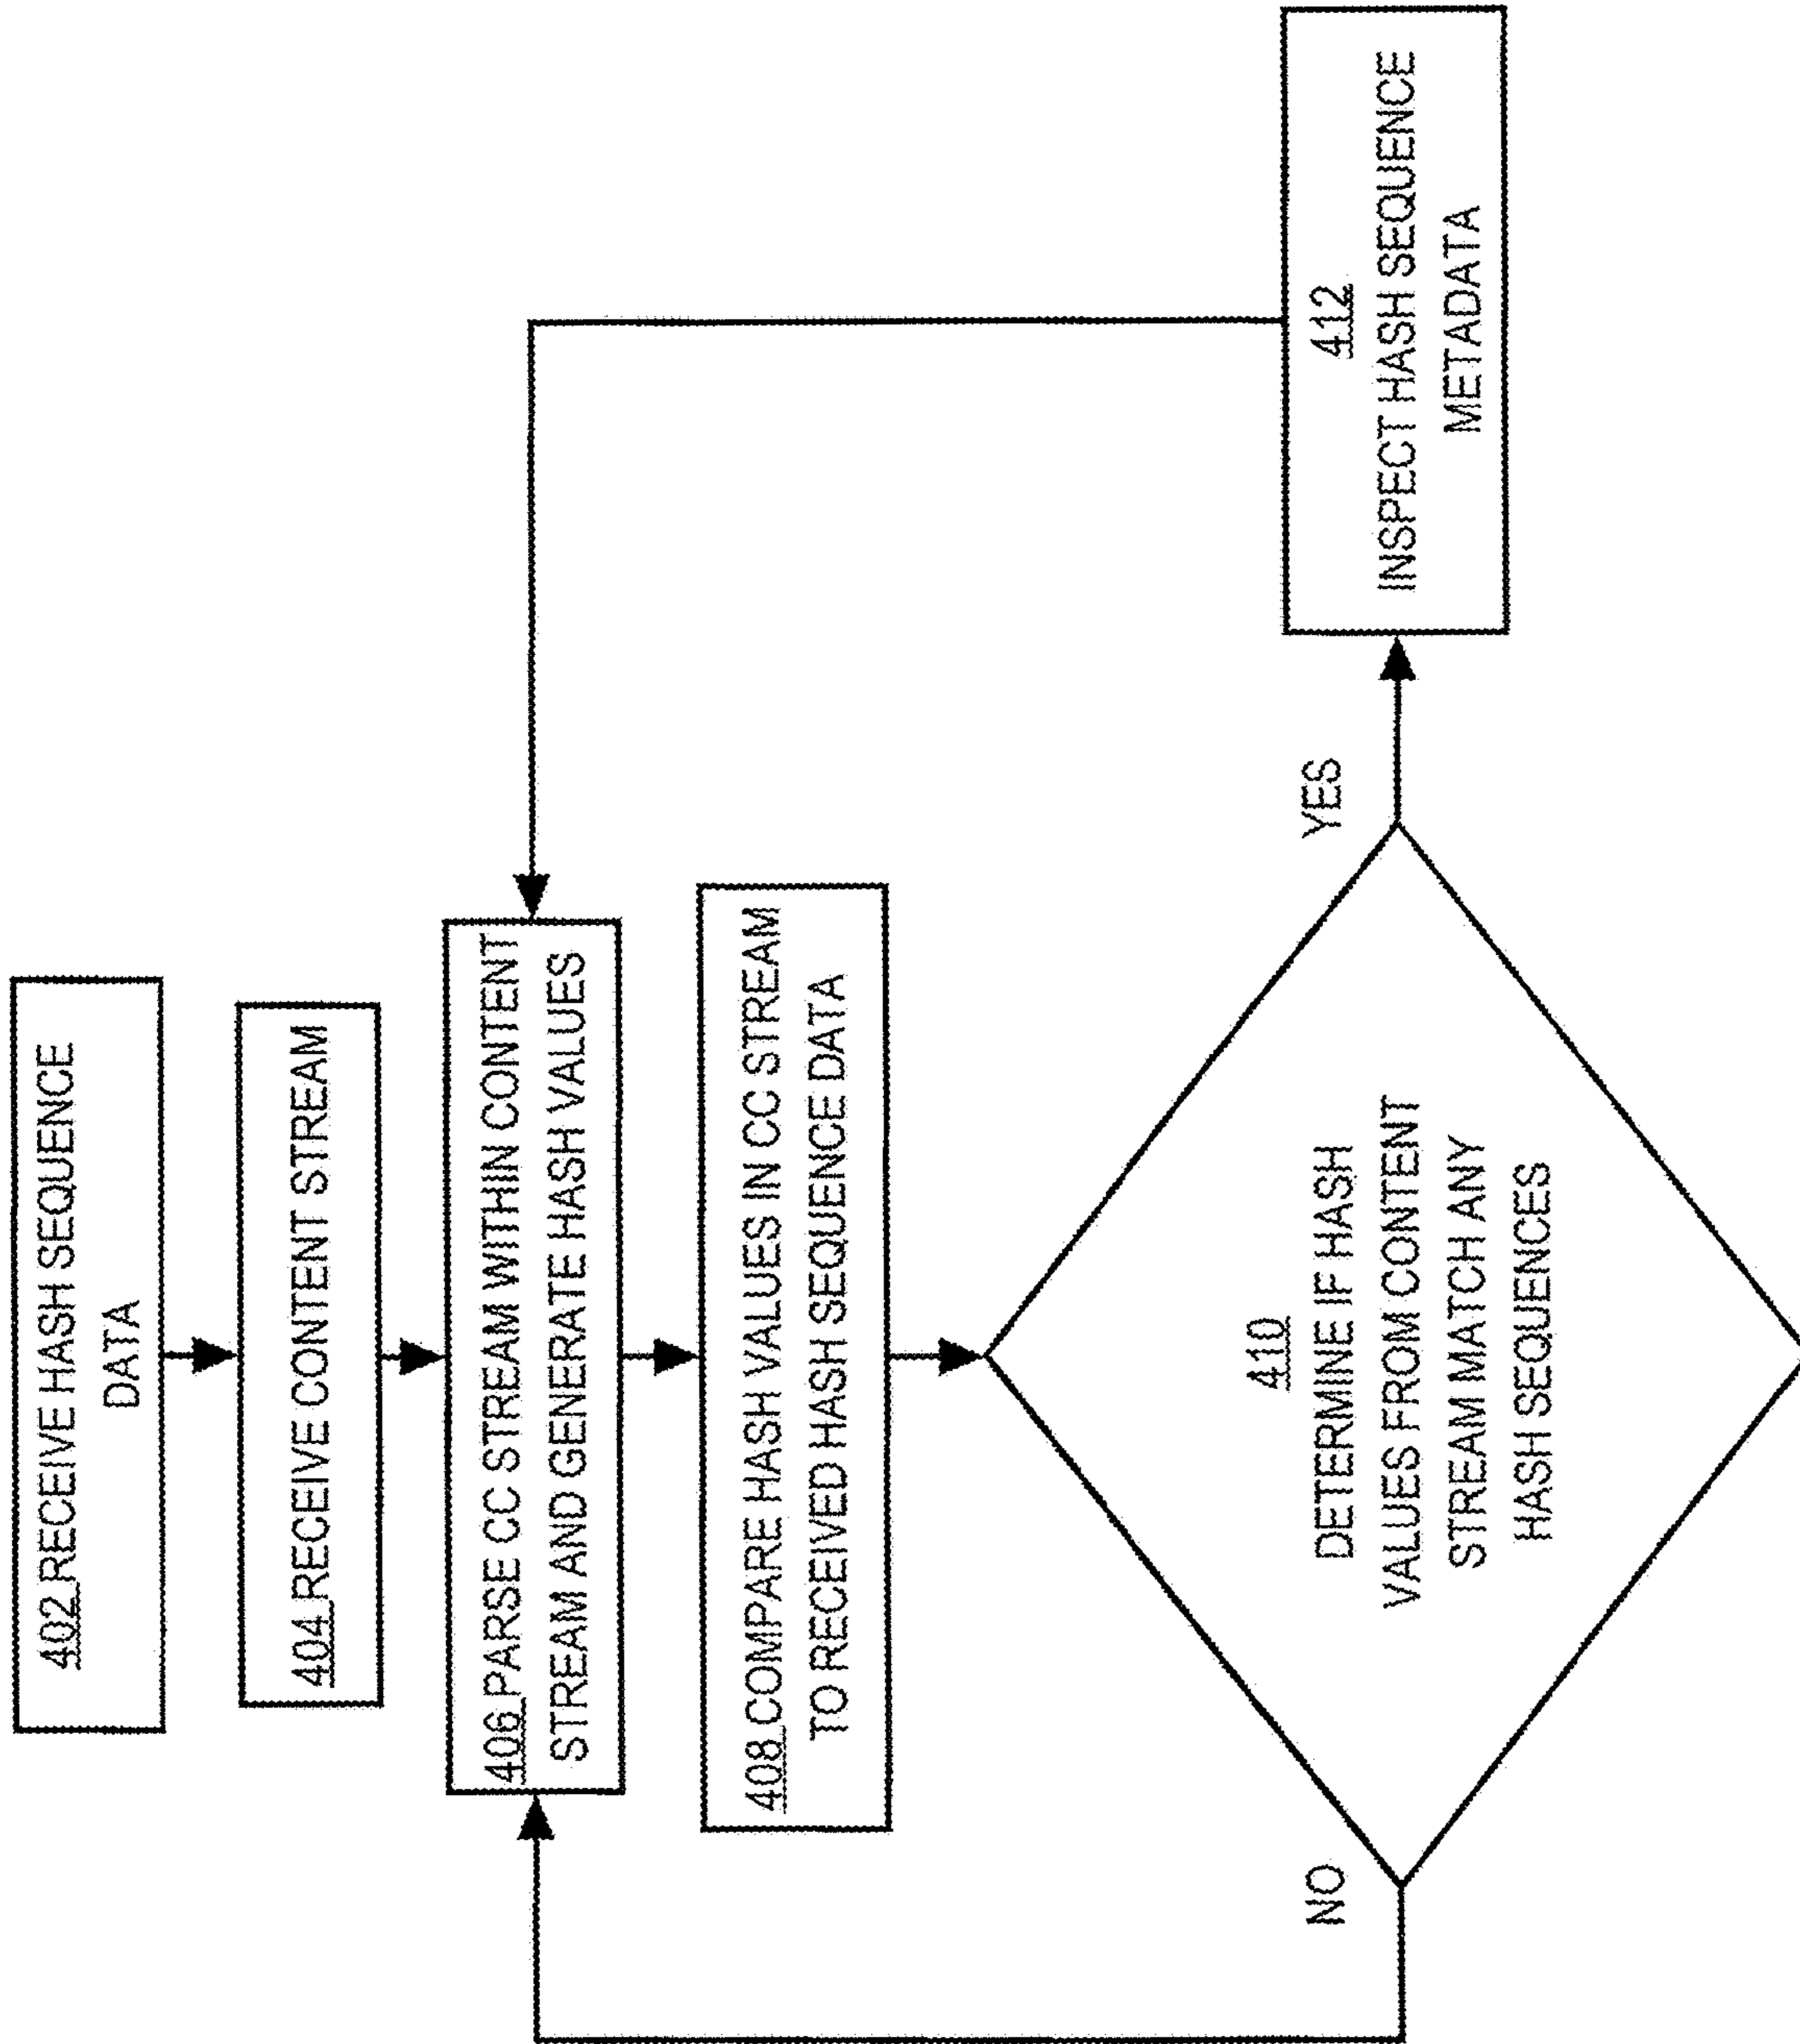 402 RECEIVE HASH SEQUENCE
DATA
404 RECEIVE CONTENT STREAM
406 PARSE CC STREAM WITHIN CONTENT
STREAM AND GENERATE HASH VALUES
408 COMPARE HASH VALUES IN CC STREAM
TO RECEIVED HASH SEQUENCE DATA
410
DETERMINE IF HASH
VALUES FROM CONTENT
STREAM MATCH ANY
HASH SEQUENCES
NO
YES
412
INSPECT HASH SEQUENCE
METADATA